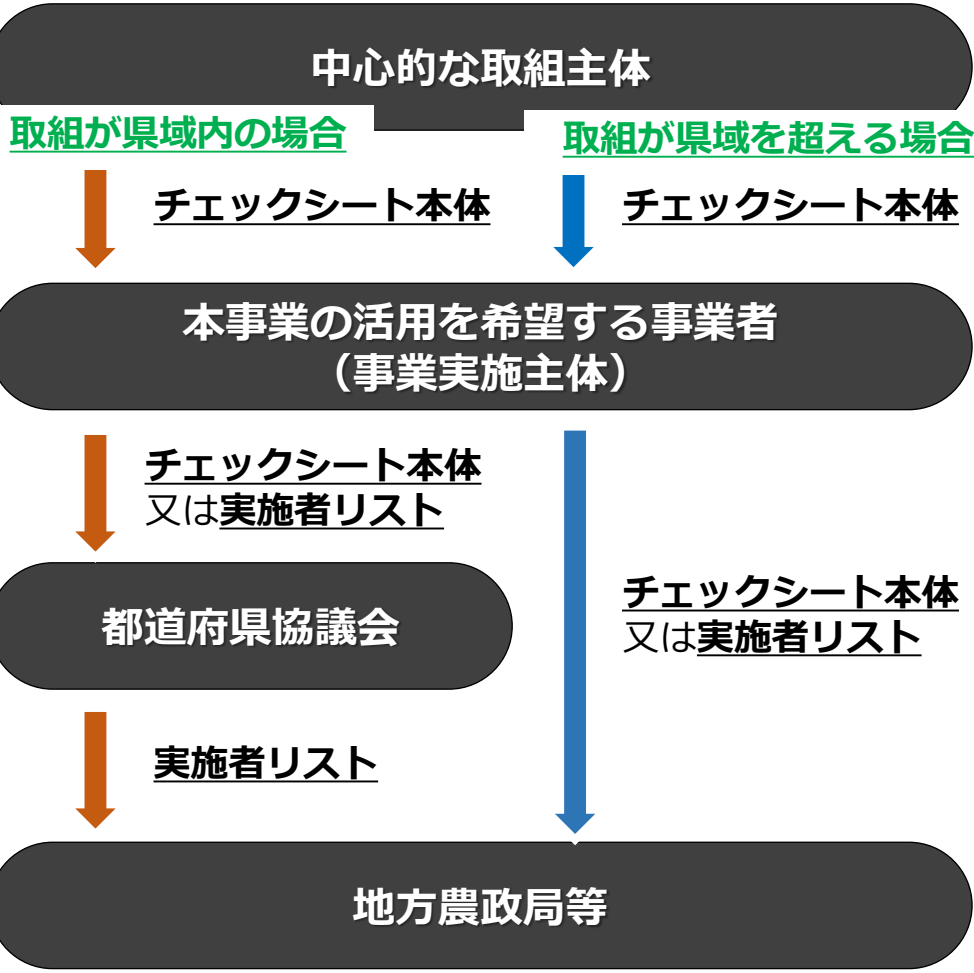 中心的な取組主体
取組が県域内の場合
取組が県域を超える場合
チェックシート本体
チェックシート本体
本事業の活用を希望する事業者
（事業実施主体）
チェックシート本体
又は実施者リスト
チェックシート本体
又は実施者リスト
都道府県協議会
実施者リスト
地方農政局等